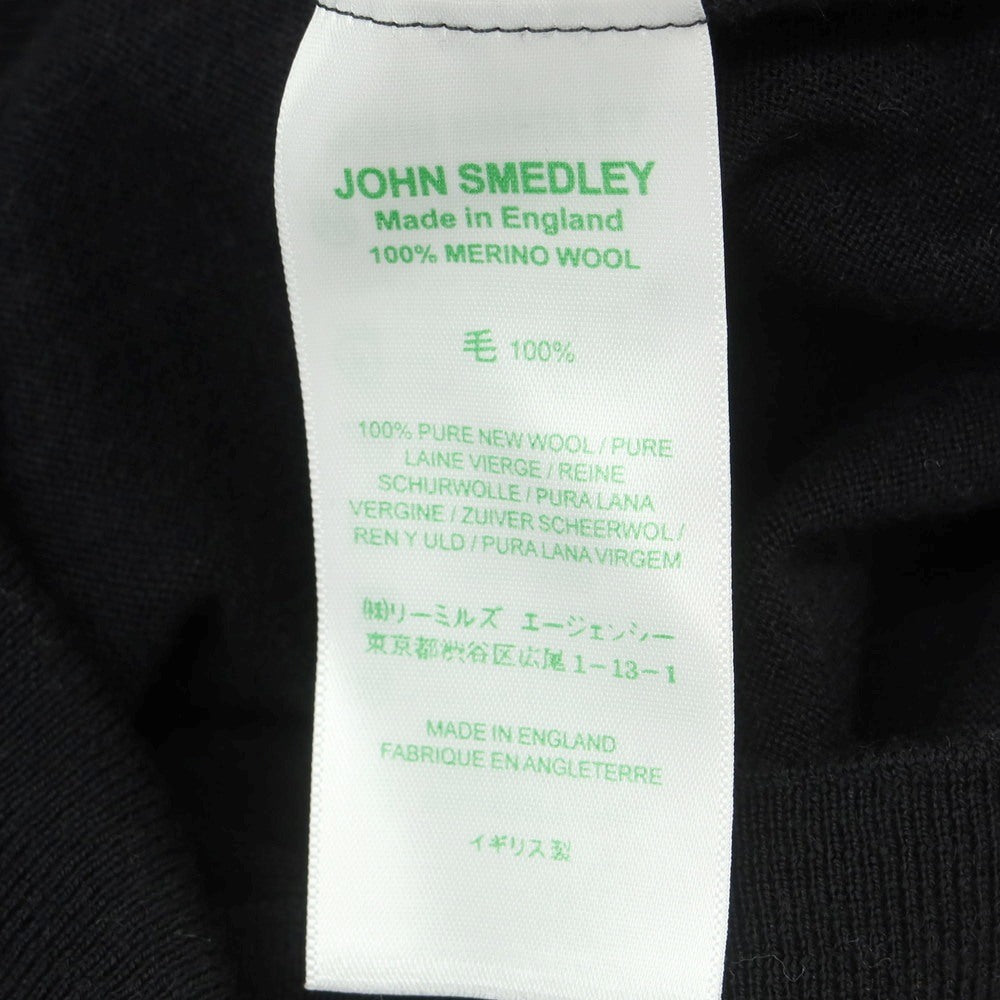 JOHN SMEDLEY
Made in England
100% MERINO WOOL
毛 100%
100% PURE NEW WOOL / PURE
LAINE VIERGE / REINE
SCHURWOLLE / PURA LANA
VERGINE / ZUIVER SCHEERWOL /
REN Y ULD / PURA LANA VIRGEM
㈱リーミルズ エージェンシー
東京都渋谷区広尾1-13-1
MADE IN ENGLAND
FABRIQUE EN ANGLETERRE
イギリス製